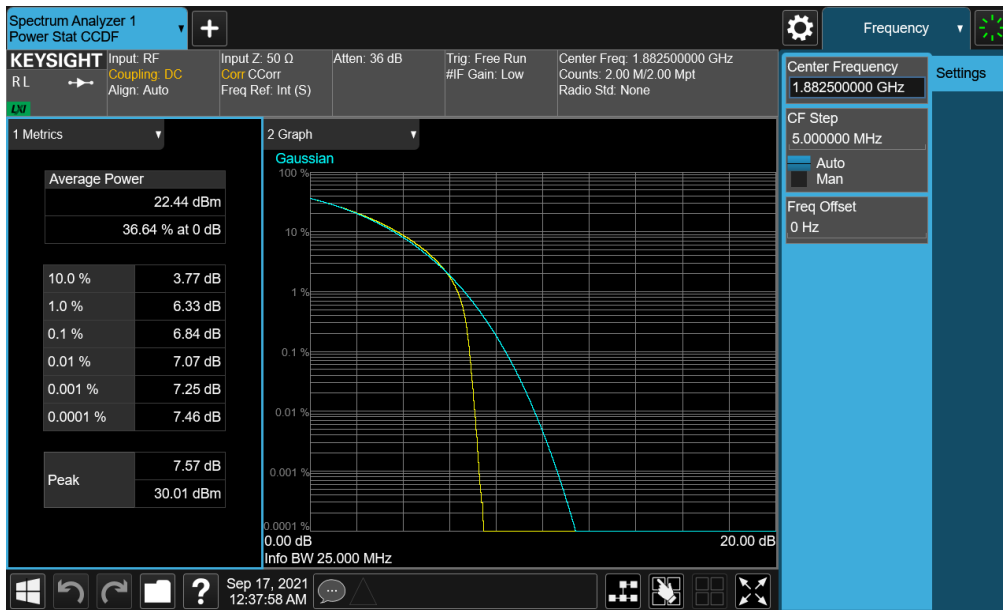 Spectrum Analyzer 1
Power Stat CCDF
Frequency
KEYSIGHT
RL
LXI
Input: RF
Coupling: DC
Align: Auto
Input Z: 50 Ω
Corr CCorr
Freq Ref: Int (S)
Atten: 36 dB
Trig: Free Run
#IF Gain: Low
Center Freq: 1.882500000 GHz
Counts: 2.00 M/2.00 Mpt
Radio Std: None
Center Frequency
1.882500000 GHz
Settings
CF Step
5.000000 MHz
Auto
Man
Freq Offset
0 Hz
1 Metrics
Average Power
22.44 dBm
36.64 % at 0 dB
10.0 % 3.77 dB
1.0 % 6.33 dB
0.1 % 6.84 dB
0.01 % 7.07 dB
0.001 % 7.25 dB
0.0001 % 7.46 dB
Peak
7.57 dB
30.01 dBm
2 Graph
Gaussian
100 %
10 %
1 %
0.1 %
0.01 %
0.001 %
0.0001 %
0.00 dB 20.00 dB
Info BW 25.000 MHz
?
Sep 17, 2021
12:37:58 AM